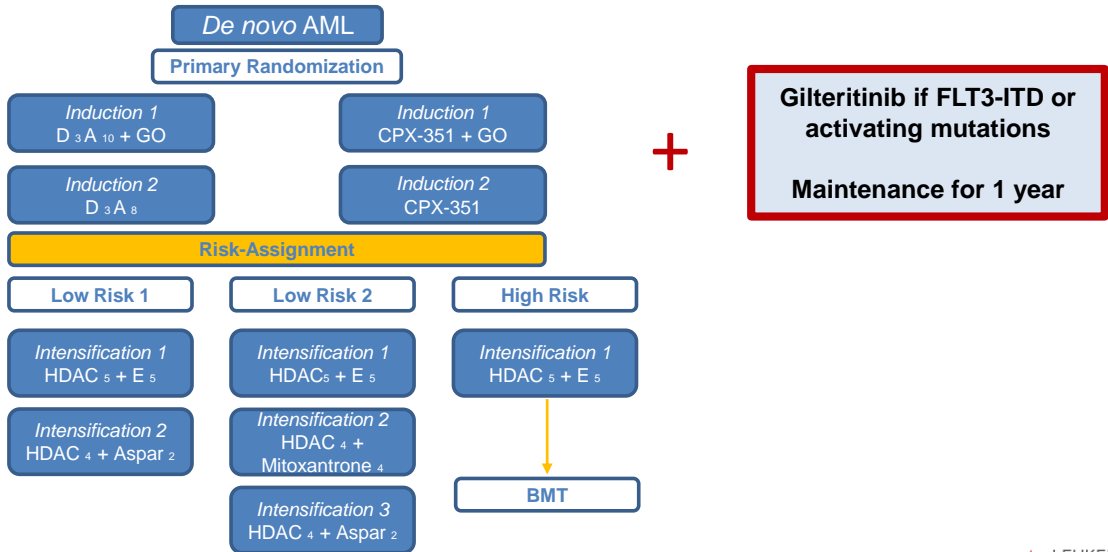 De novo AML
Primary Randomization
Induction 1
D 3 A 10 + GO
Induction 1
CPX-351 + GO
Induction 2
D 3 A 8
Induction 2
CPX-351
Risk-Assignment
Low Risk 1
Low Risk 2
High Risk
Intensification 1
HDAC 5 + E 5
Intensification 1
HDAC5 + E 5
Intensification 1
HDAC 5 + E 5
Intensification 2
HDAC 4 + Aspar 2
Intensification 2
HDAC 4 +
Mitoxantrone 4
BMT
Intensification 3
HDAC 4 + Aspar 2
+
Gilteritinib if FLT3-ITD or
activating mutations
Maintenance for 1 year